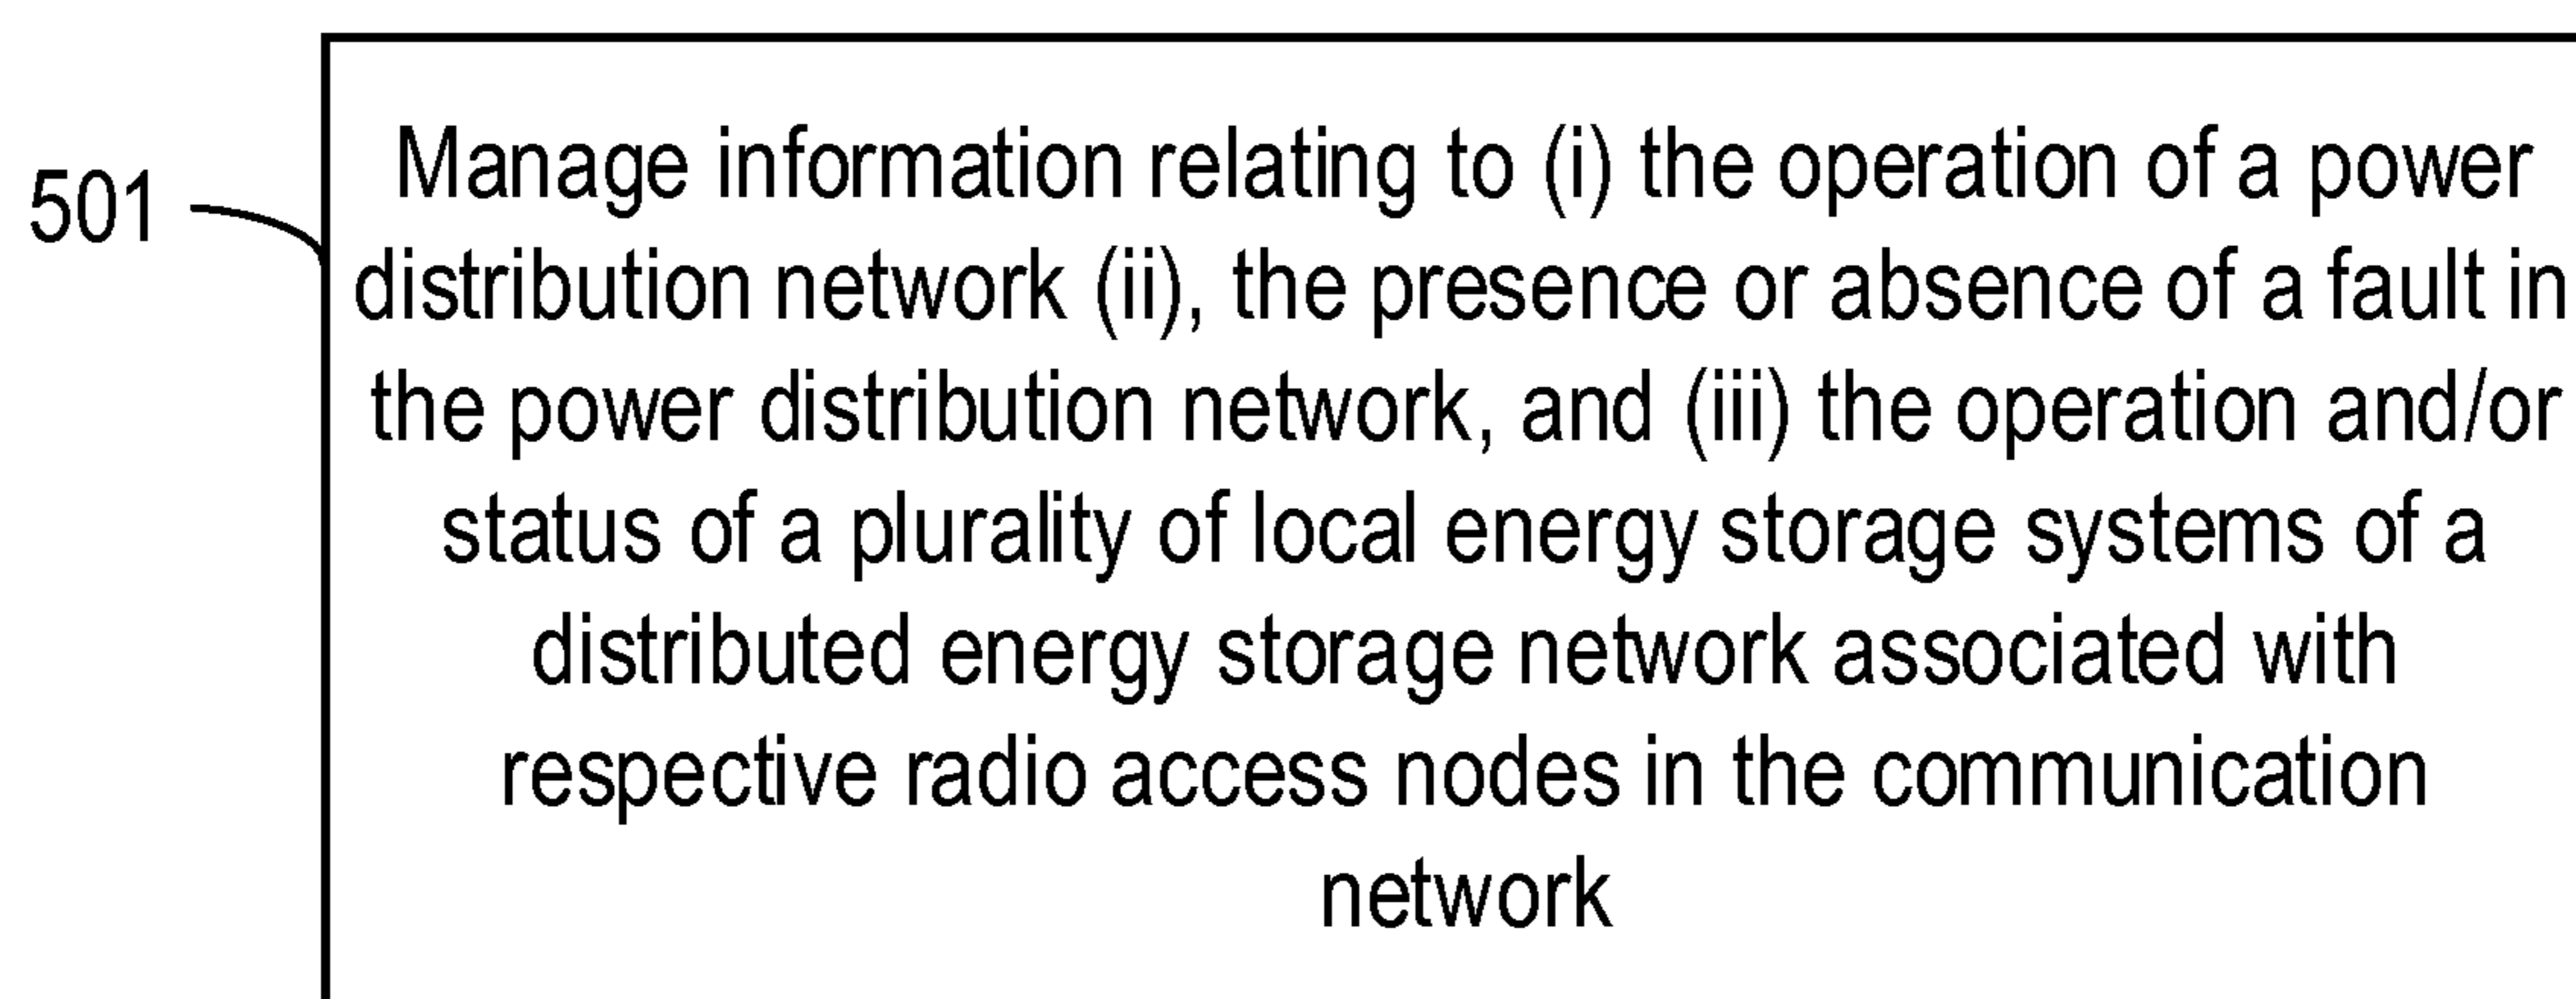 501
Manage information relating to (i) the operation of a power
distribution network (ii), the presence or absence of a fault in
the power distribution network, and (iii) the operation and/or
status of a plurality of local energy storage systems of a
distributed energy storage network associated with
respective radio access nodes in the communication
network